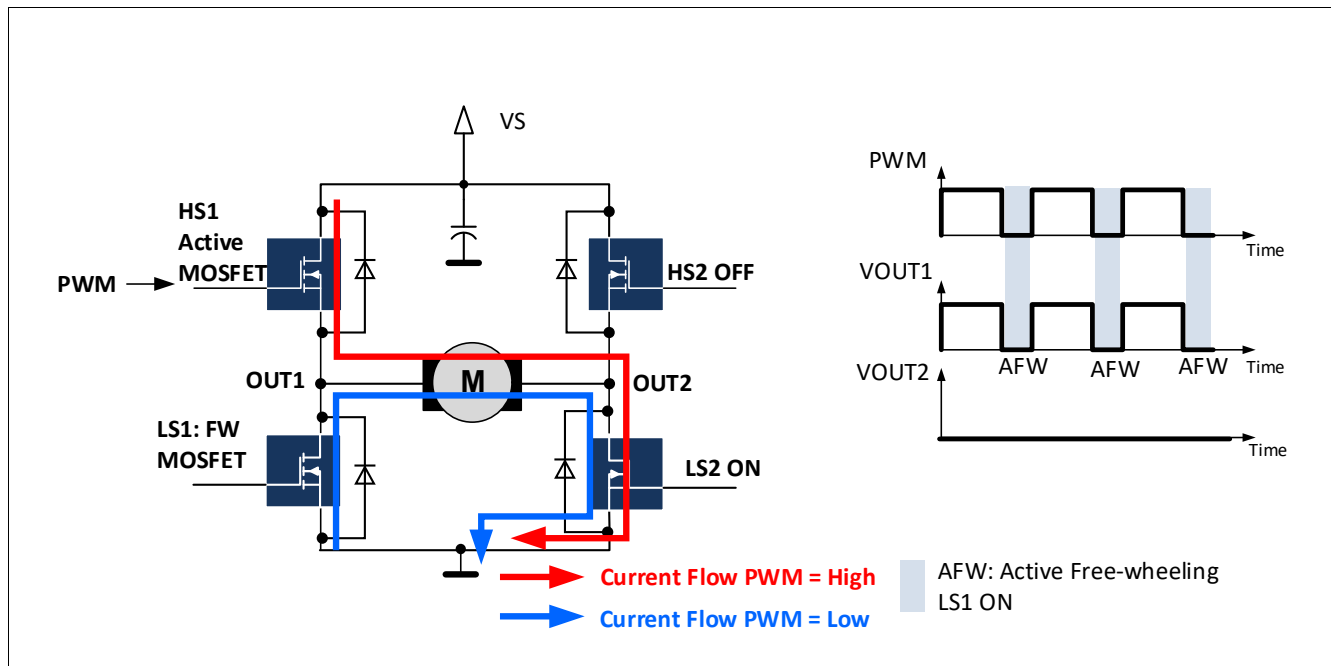 VS
HS1
Active
MOSFET
PWM
HS2 OFF
OUT1
M
OUT2
LS1: FW
MOSFET
LS2 ON
Current Flow PWM = High
Current Flow PWM = Low
PWM
Time
VOUT1
Time
AFW
AFW
AFW
VOUT2
Time
AFW: Active Free-wheeling
LS1 ON